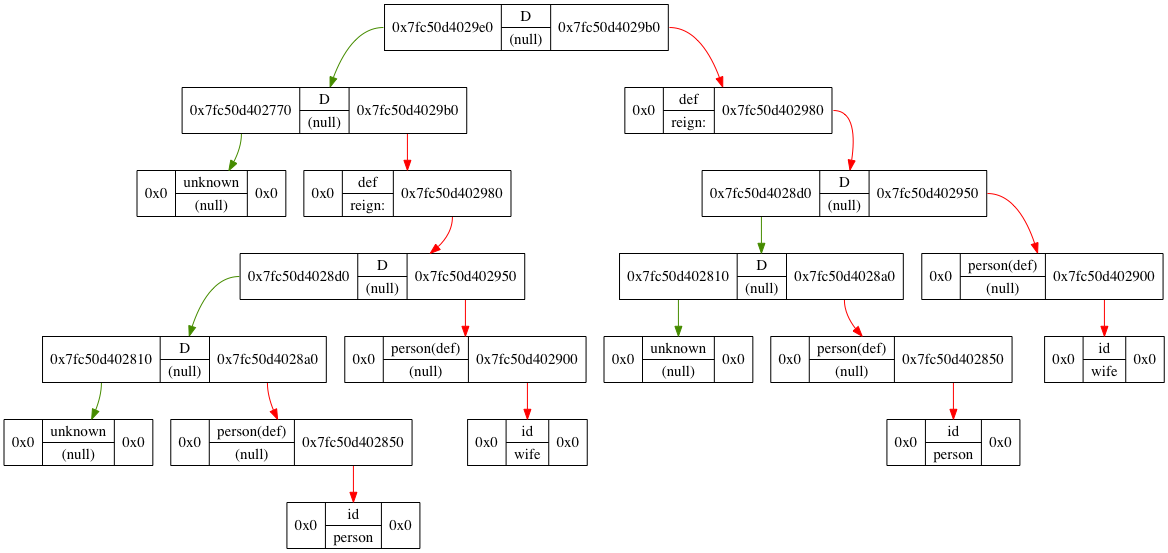 0x7fc50d4029e0 D (null) 0x7fc50d4029b0
0x7fc50d402770 D (null) 0x7fc50d4029b0
0x0 def reign: 0x7fc50d402980
0x0 unknown (null) 0x0
0x0 def reign: 0x7fc50d402980
0x7fc50d4028d0 D (null) 0x7fc50d402950
0x7fc50d4028d0 D (null) 0x7fc50d402950
0x7fc50d402810 D (null) 0x7fc50d4028a0
0x0 person(def) (null) 0x7fc50d402900
0x7fc50d402810 D (null) 0x7fc50d4028a0
0x0 person(def) (null) 0x7fc50d402900
0x0 unknown (null) 0x0
0x0 person(def) (null) 0x7fc50d402850
0x0 id wife 0x0
0x0 unknown (null) 0x0
0x0 person(def) (null) 0x7fc50d402850
0x0 id wife 0x0
0x0 id person 0x0
0x0 id person 0x0